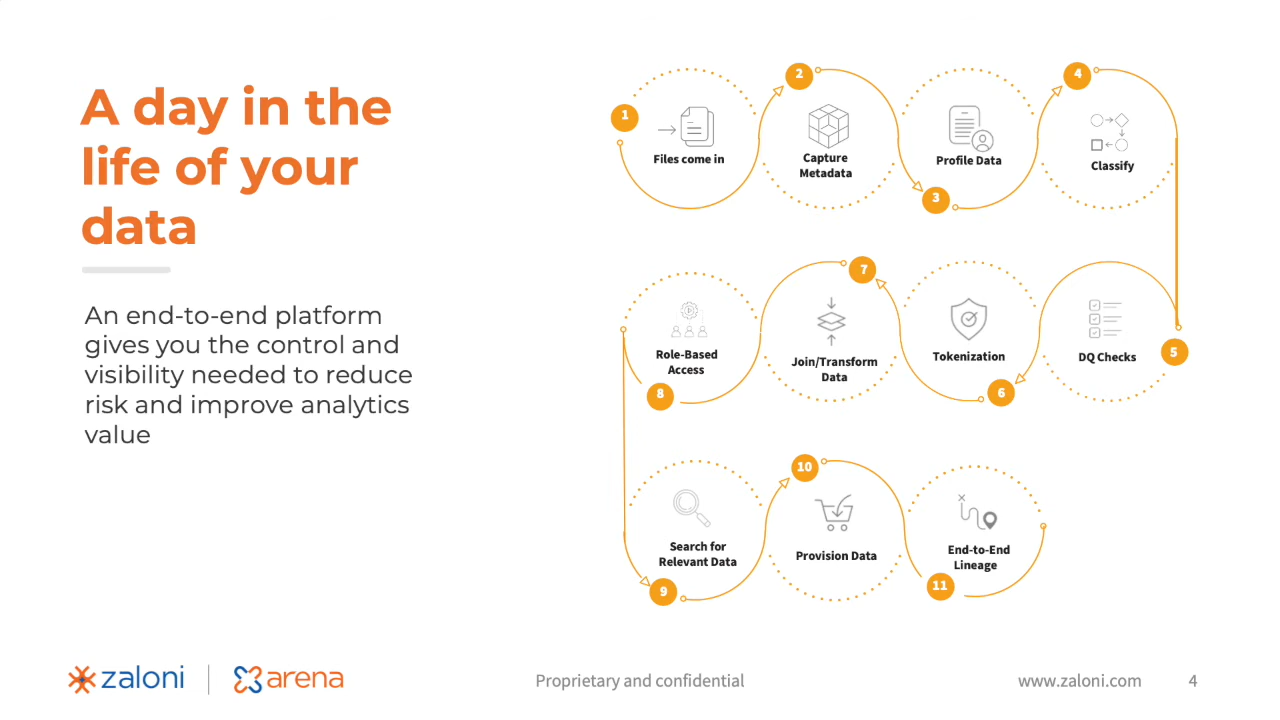 A day in the
life of your
data
An end-to-end platform
gives you the control and
visibility needed to reduce
risk and improve analytics
value
1
Files come in
2
Capture
Metadata
3
Profile Data
4
Classify
5
DQ Checks
6
Tokenization
7
Join/Transform
Data
8
Role-Based
Access
9
Search for
Relevant Data
10
Provision Data
11
End-to-End
Lineage
zaloni
arena
Proprietary and confidential
www.zaloni.com
4